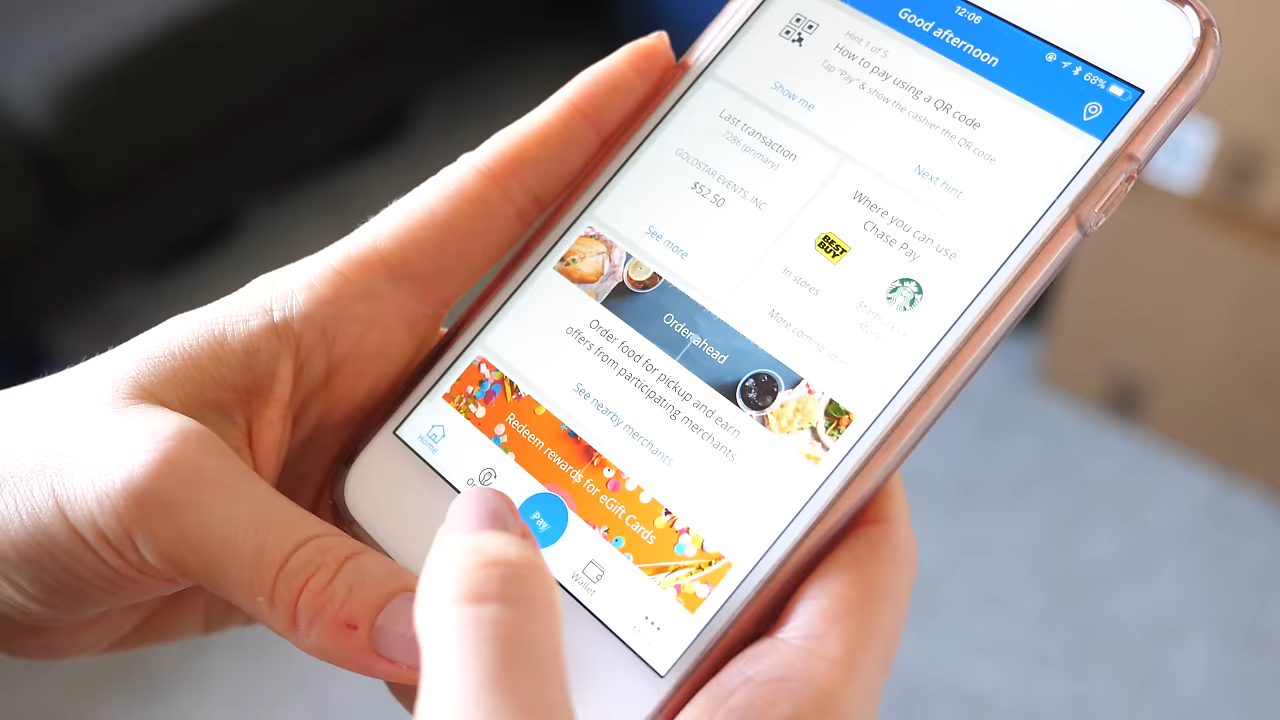 12:06
68%
Good afternoon
Hint 1 of 5
How to pay using a QR code
Tap "Pay" & show the cashier the QR code
Show me
Next hint
Last transaction
7286 (primary)
GOLDSTAR EVENTS, INC
$52.50
See more
Where you can use
Chase Pay
BEST
BUY
In stores
More coming soon
Order ahead
Order food for pickup and earn
offers from participating merchants
See nearby merchants
Redeem rewards for eGift Cards
Home
Pay
Wallet